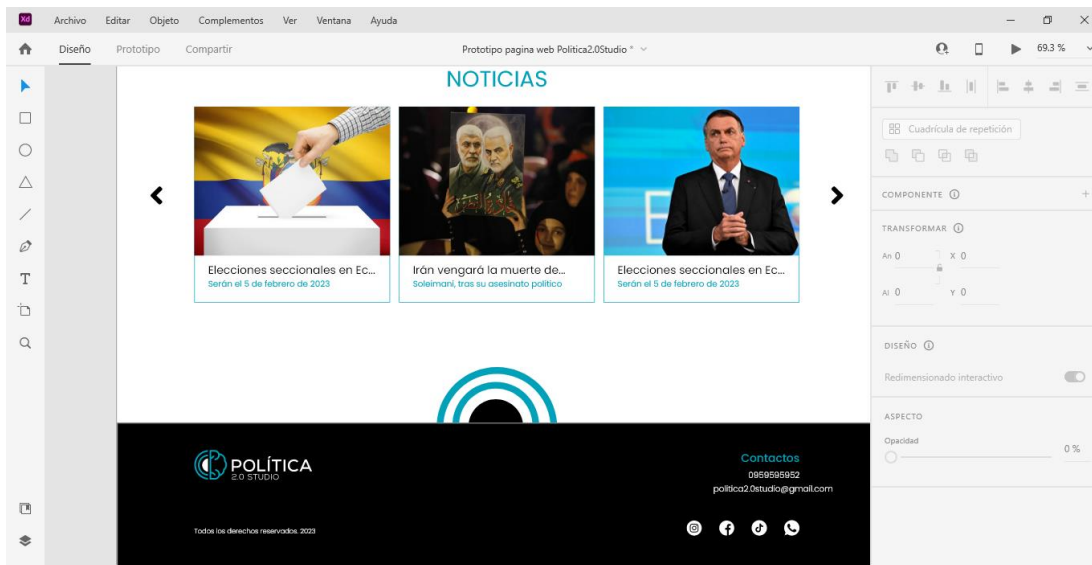 Xd Archivo Editar Objeto Complementos Ver Ventana Ayuda
Diseño Prototipo Compartir Prototipo pagina web Politica2.0Studio * 69.3 %
NOTICIAS
Elecciones seccionales en Ec...
Serán el 5 de febrero de 2023
Irán vengará la muerte de...
Soleimani, tras su asesinato político
Elecciones seccionales en Ec...
Serán el 5 de febrero de 2023
POLÍTICA
2.0 STUDIO
Todos los derechos reservados. 2023
Contactos
0959595952
politica2.0studio@gmail.com
Cuadrícula de repetición
COMPONENTE
TRANSFORMAR
An 0 X 0
Al 0 Y 0
DISEÑO
Redimensionado interactivo
ASPECTO
Opacidad
0 %